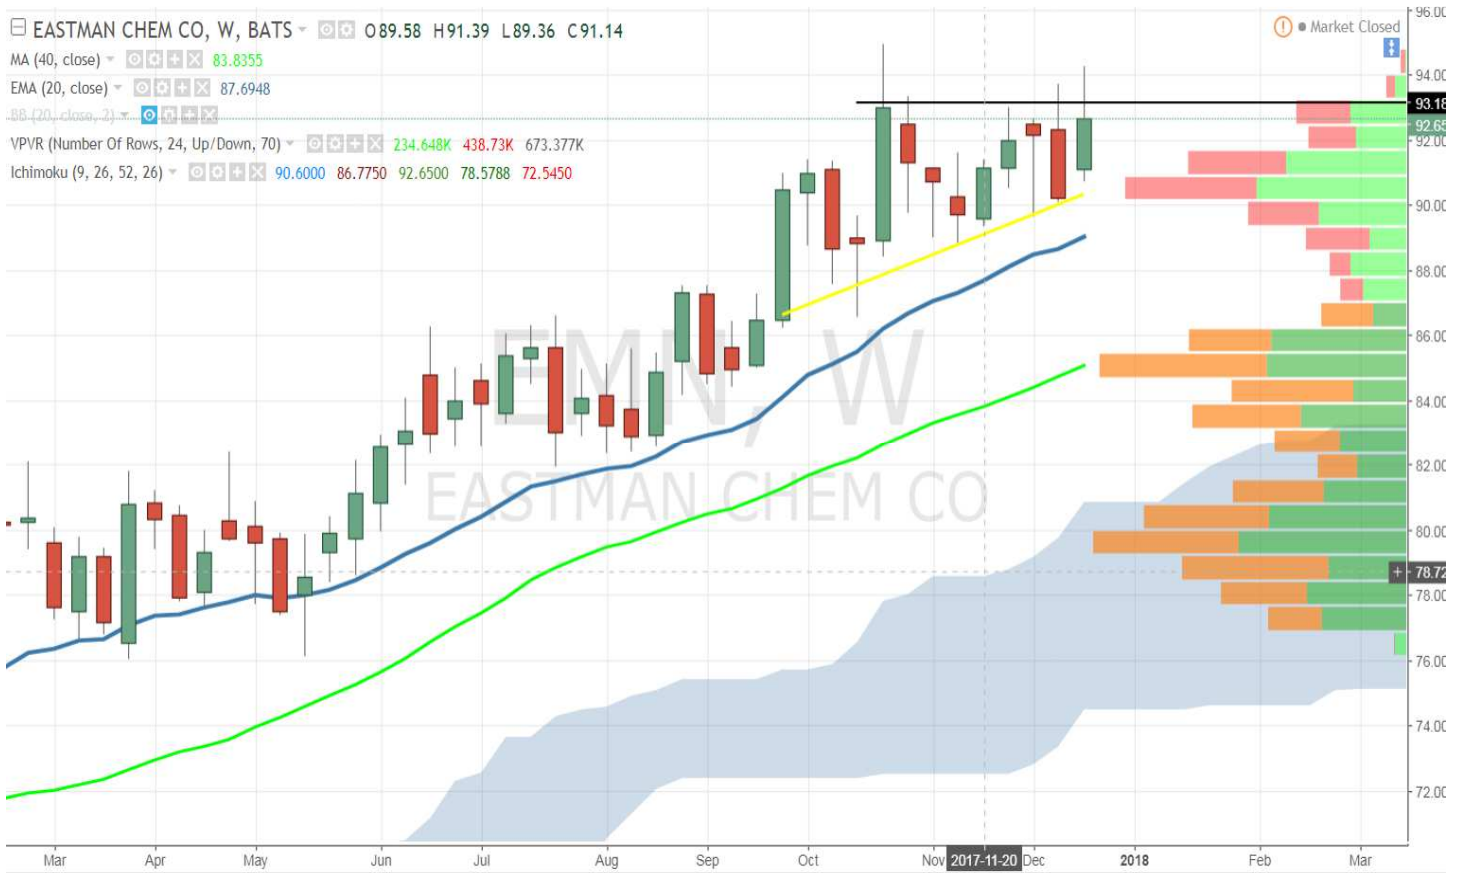 EASTMAN CHEM CO, W, BATS O89.58 H91.39 L89.36 C91.14
Market Closed
MA (40, close) 83.8355
EMA (20, close) 87.6948
BB (20, close, 2)
VPVR (Number Of Rows, 24, Up/Down, 70) 234.648K 438.73K 673.377K
Ichimoku (9, 26, 52, 26) 90.6000 86.7750 92.6500 78.5788 72.5450
96.00
94.00
93.18
92.65
92.00
90.00
88.00
86.00
84.00
82.00
80.00
78.72
78.00
76.00
74.00
72.00
EMN, W
EASTMAN CHEM CO
Mar Apr May Jun Jul Aug Sep Oct Nov 2017-11-20 Dec 2018 Feb Mar